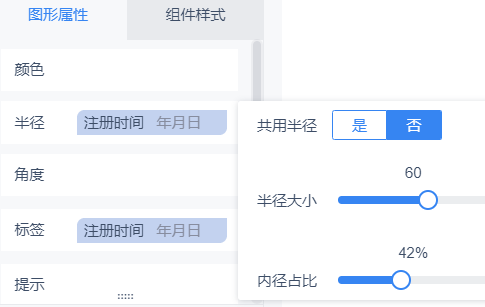 图形属性 组件样式
颜色
半径 注册时间 年月日
角度
标签 注册时间 年月日
提示
共用半径 是 否
60
半径大小
42%
内径占比